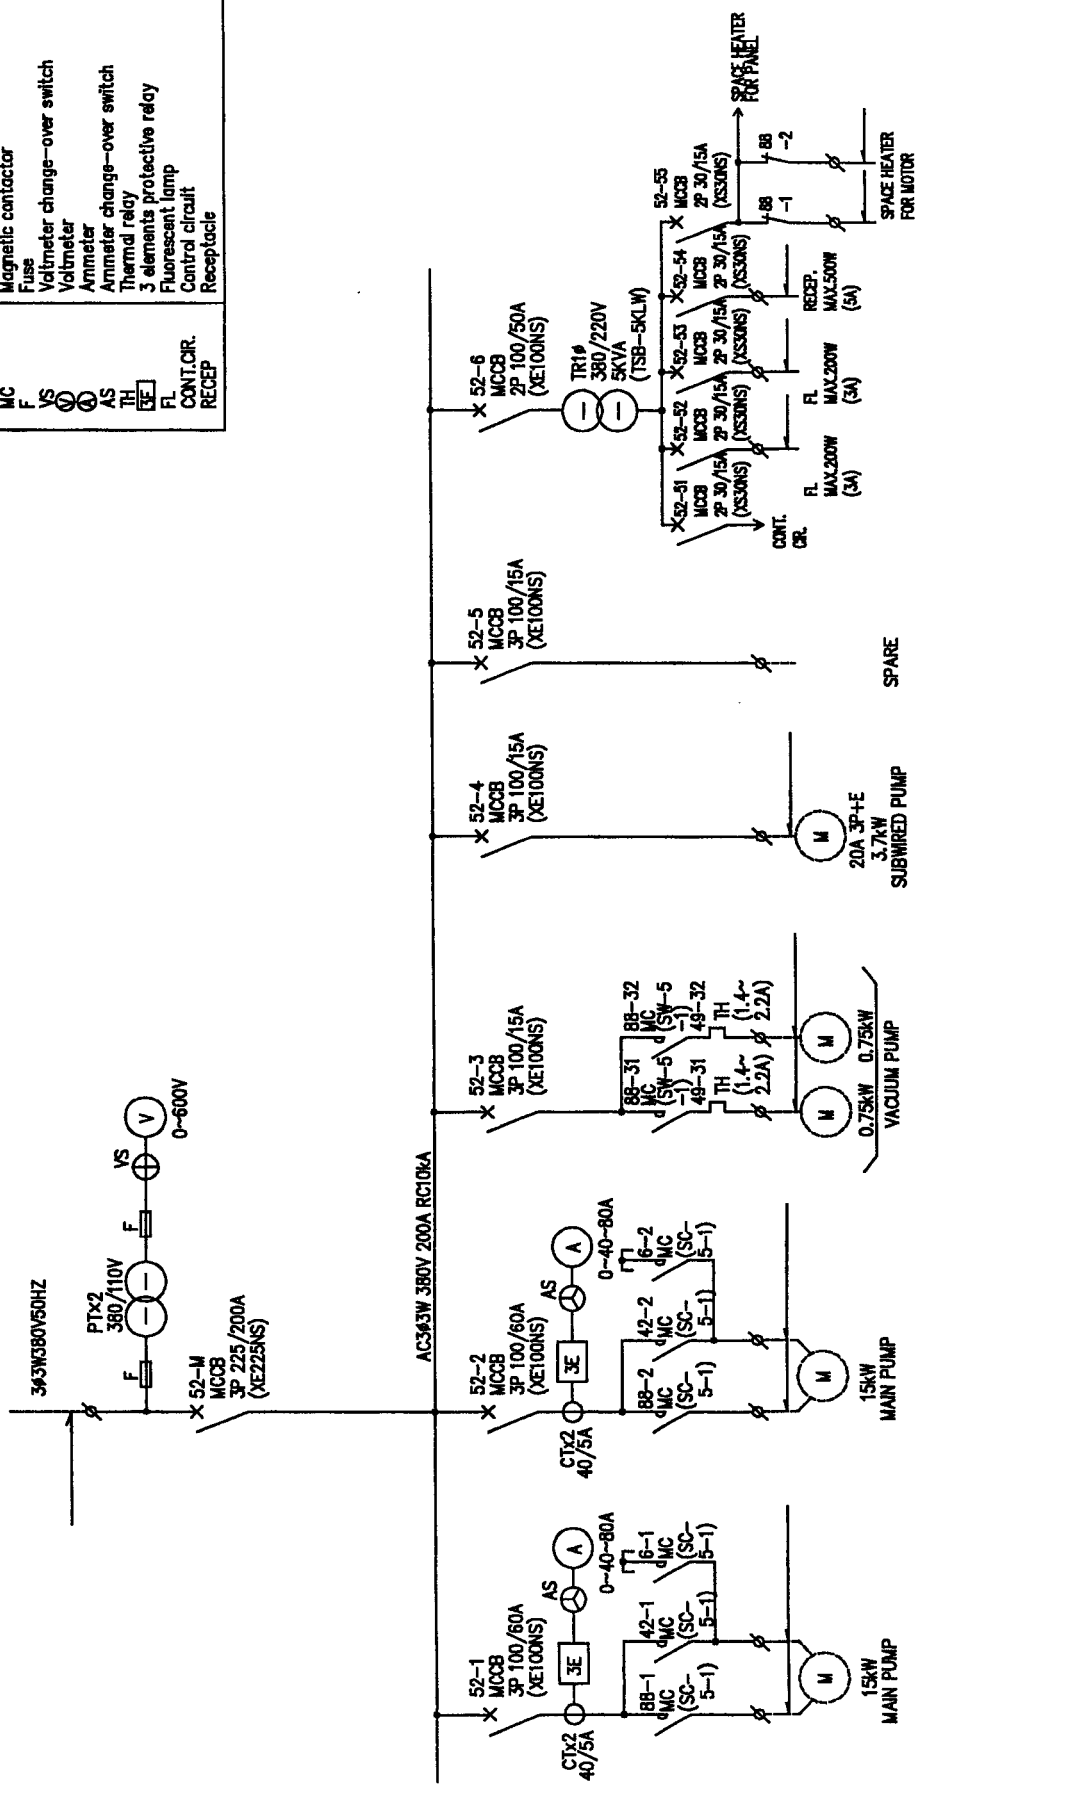 MC Magnetic contactor
F Fuse
VS Voltmeter change-over switch
V Voltmeter
A Ammeter
AS Ammeter change-over switch
TH Thermal relay
3E 3 elements protective relay
FL Fluorescent lamp
CONT.CIR. Control circuit
RECEP Receptacle
3ø3W380V50HZ
F
PTx2
380/110V
F
VS
V
0~600V
52-M
MCCB
3P 225/200A
(XE225NS)
AC3ø3W 380V 200A RC10kA
52-1
MCCB
3P 100/60A
(XE100NS)
CTx2
40/5A
3E
AS
A
0~40~80A
88-1
MC
(SC-
5-1)
42-1
MC
(SC-
5-1)
6-1
MC
(SC-
5-1)
M
15kW
MAIN PUMP
52-2
MCCB
3P 100/60A
(XE100NS)
CTx2
40/5A
3E
AS
A
0~40~80A
88-2
MC
(SC-
5-1)
42-2
MC
(SC-
5-1)
6-2
MC
(SC-
5-1)
M
15kW
MAIN PUMP
52-3
MCCB
3P 100/15A
(XE100NS)
88-31
MC
(SW-5
-1)
49-31
TH
(1.4~
2.2A)
88-32
MC
(SW-5
-1)
49-32
TH
(1.4~
2.2A)
M
M
0.75kW 0.75kW
VACUUM PUMP
52-4
MCCB
3P 100/15A
(XE100NS)
M
20A 3P+E
3.7kW
SUBWIRED PUMP
52-5
MCCB
3P 100/15A
(XE100NS)
SPARE
52-6
MCCB
2P 100/50A
(XE100NS)
TR1ø
380/220V
5KVA
(TSB-5KLW)
52-51
MCCB
2P 30/15A
(XS30NS)
CONT.
CIR.
52-52
MCCB
2P 30/15A
(XS30NS)
FL
MAX.200W
(3A)
52-53
MCCB
2P 30/15A
(XS30NS)
FL
MAX.200W
(3A)
52-54
MCCB
2P 30/15A
(XS30NS)
RECEP.
MAX.500W
(5A)
52-55
MCCB
2P 30/15A
(XS30NS)
88
-1
88
-2
SPACE HEATER
FOR PANEL
SPACE HEATER
FOR MOTOR